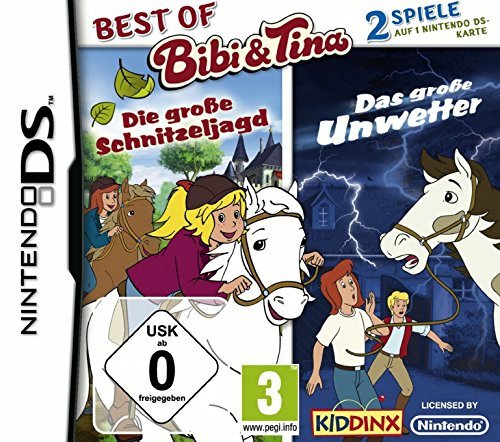 BEST OF
Bibi & Tina
2 SPIELE
AUF 1 NINTENDO DS-
KARTE
Die große
Schnitzeljagd
Das große
Unwetter
NINTENDO DS™
USK
ab
0
freigegeben
3
www.pegi.info
KIDDINX
LICENSED BY
Nintendo